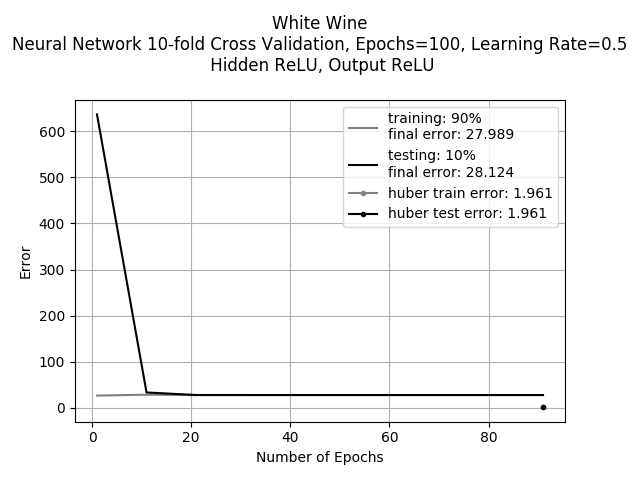 White Wine
Neural Network 10-fold Cross Validation, Epochs=100, Learning Rate=0.5
Hidden ReLU, Output ReLU
training: 90%
final error: 27.989
testing: 10%
final error: 28.124
huber train error: 1.961
huber test error: 1.961
Error
600
500
400
300
200
100
0
0 20 40 60 80
Number of Epochs